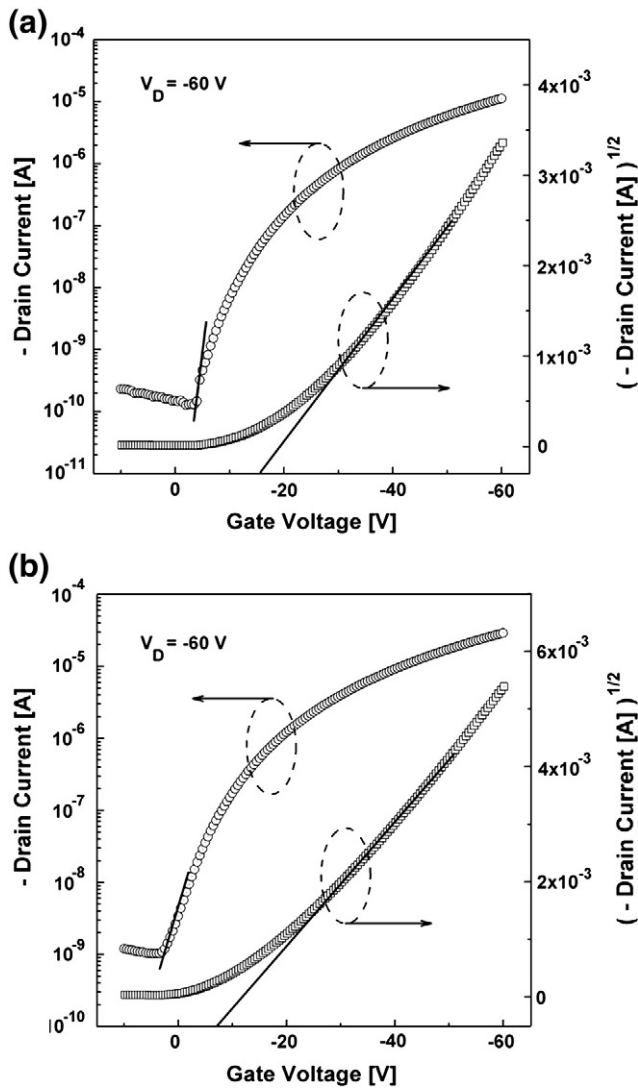 (a)
V_D = -60 V
- Drain Current [A]
10^-4
10^-5
10^-6
10^-7
10^-8
10^-9
10^-10
10^-11
4x10^-3
3x10^-3
2x10^-3
1x10^-3
0
( - Drain Current [A] )^1/2
0 -20 -40 -60
Gate Voltage [V]
(b)
V_D = -60 V
- Drain Current [A]
10^-4
10^-5
10^-6
10^-7
10^-8
10^-9
10^-10
6x10^-3
4x10^-3
2x10^-3
0
( - Drain Current [A] )^1/2
0 -20 -40 -60
Gate Voltage [V]